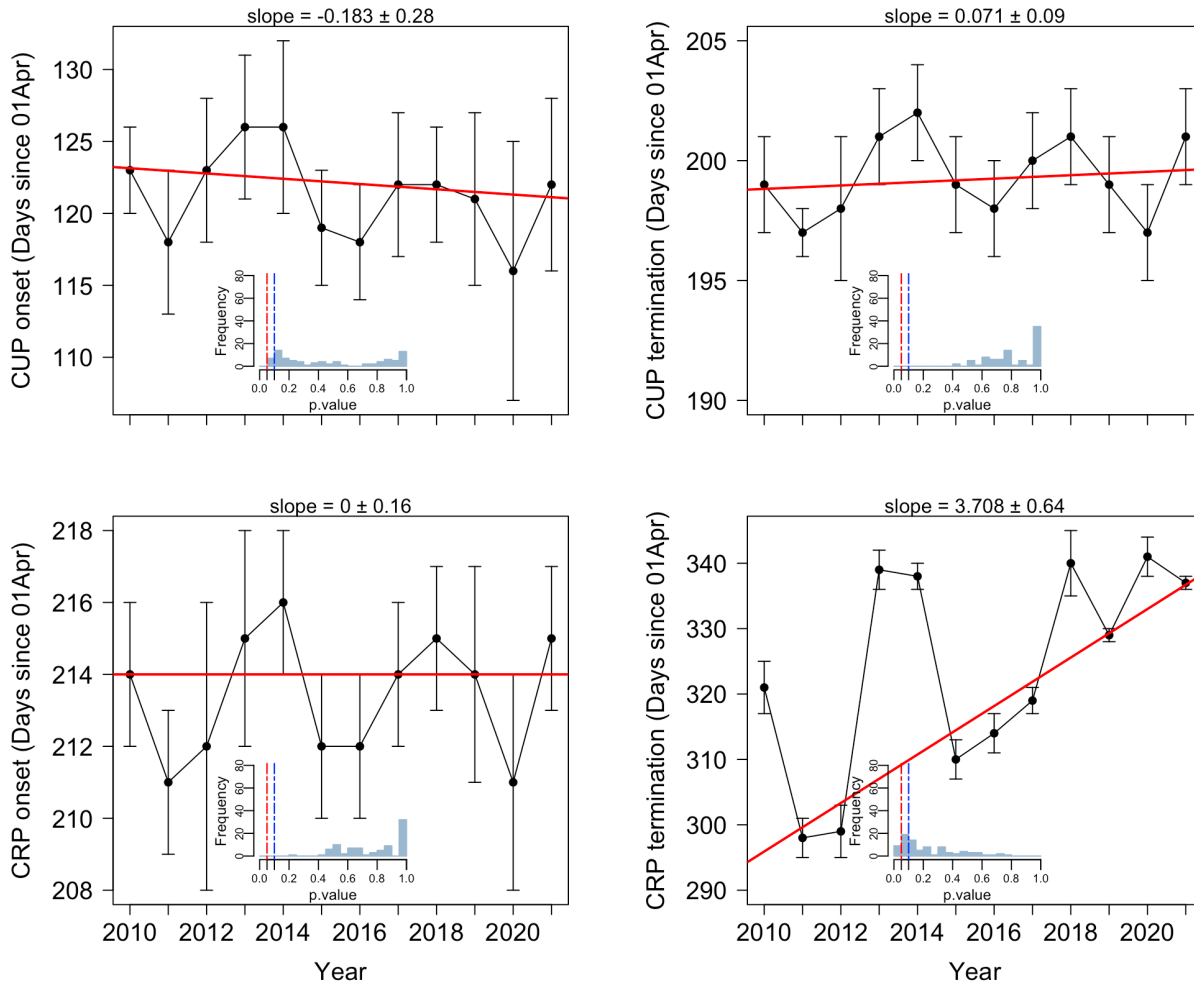 slope = -0.183 ± 0.28
CUP onset (Days since 01Apr)
130
125
120
115
110
Frequency
80
60
40
20
0
0.0 0.2 0.4 0.6 0.8 1.0
p.value
slope = 0.071 ± 0.09
CUP termination (Days since 01Apr)
205
200
195
190
Frequency
80
60
40
20
0
0.0 0.2 0.4 0.6 0.8 1.0
p.value
slope = 0 ± 0.16
CRP onset (Days since 01Apr)
218
216
214
212
210
208
Frequency
80
60
40
20
0
0.0 0.2 0.4 0.6 0.8 1.0
p.value
2010 2012 2014 2016 2018 2020
Year
slope = 3.708 ± 0.64
CRP termination (Days since 01Apr)
340
330
320
310
300
290
Frequency
80
60
40
20
0
0.0 0.2 0.4 0.6 0.8 1.0
p.value
2010 2012 2014 2016 2018 2020
Year